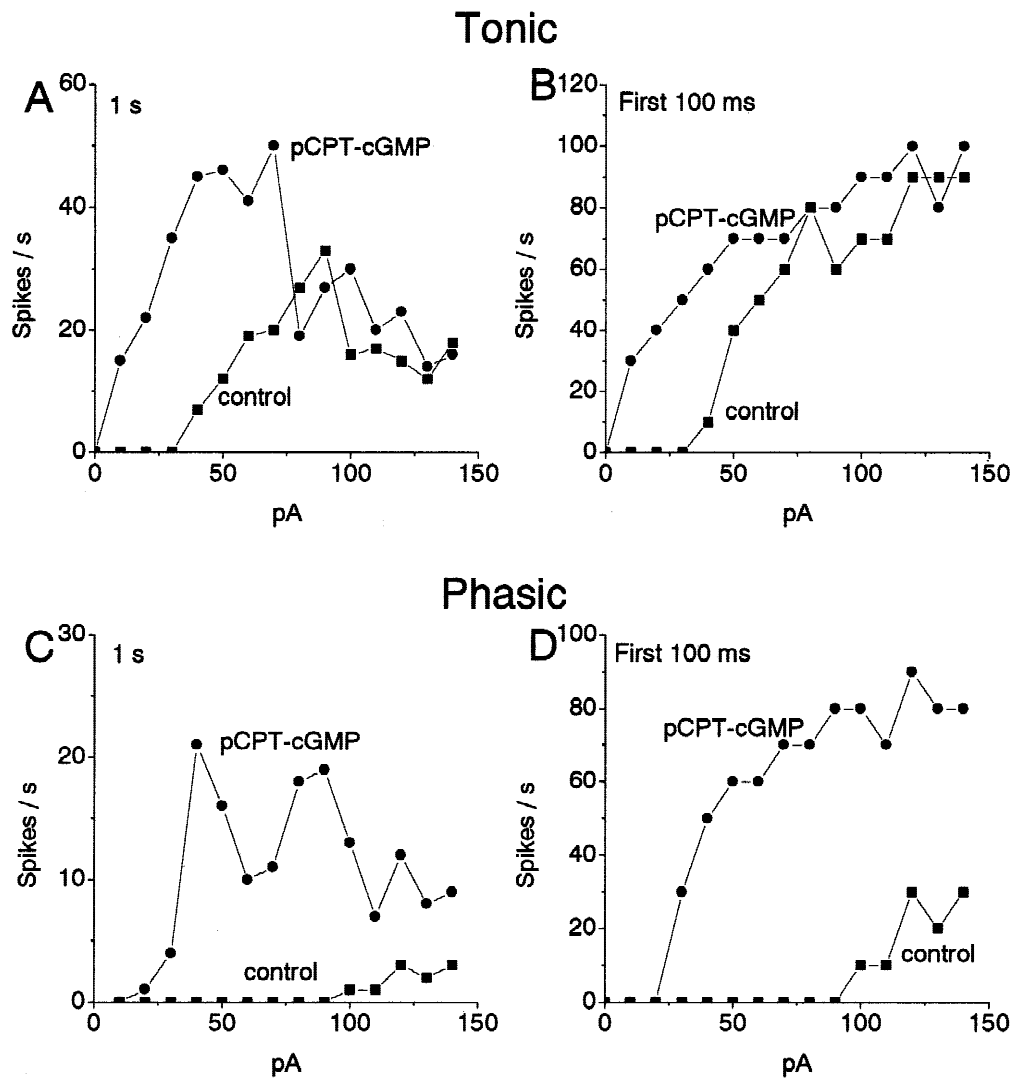 Tonic
A
1 s
60
40
20
0
Spikes / s
pCPT-cGMP
control
0 50 100 150
pA
B
First 100 ms
120
100
80
60
40
20
0
Spikes / s
pCPT-cGMP
control
0 50 100 150
pA
Phasic
C
1 s
30
20
10
0
Spikes / s
pCPT-cGMP
control
0 50 100 150
pA
D
First 100 ms
100
80
60
40
20
0
Spikes / s
pCPT-cGMP
control
0 50 100 150
pA